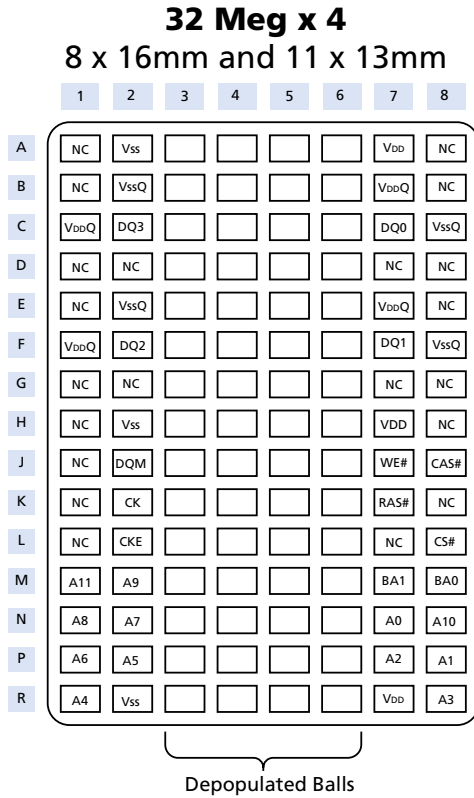 32 Meg x 4
8 x 16mm and 11 x 13mm
1 2 3 4 5 6 7 8
A NC Vss VDD NC
B NC VssQ VDDQ NC
C VDDQ DQ3 DQ0 VssQ
D NC NC NC NC
E NC VssQ VDDQ NC
F VDDQ DQ2 DQ1 VssQ
G NC NC NC NC
H NC Vss VDD NC
J NC DQM WE# CAS#
K NC CK RAS# NC
L NC CKE NC CS#
M A11 A9 BA1 BA0
N A8 A7 A0 A10
P A6 A5 A2 A1
R A4 Vss VDD A3
Depopulated Balls